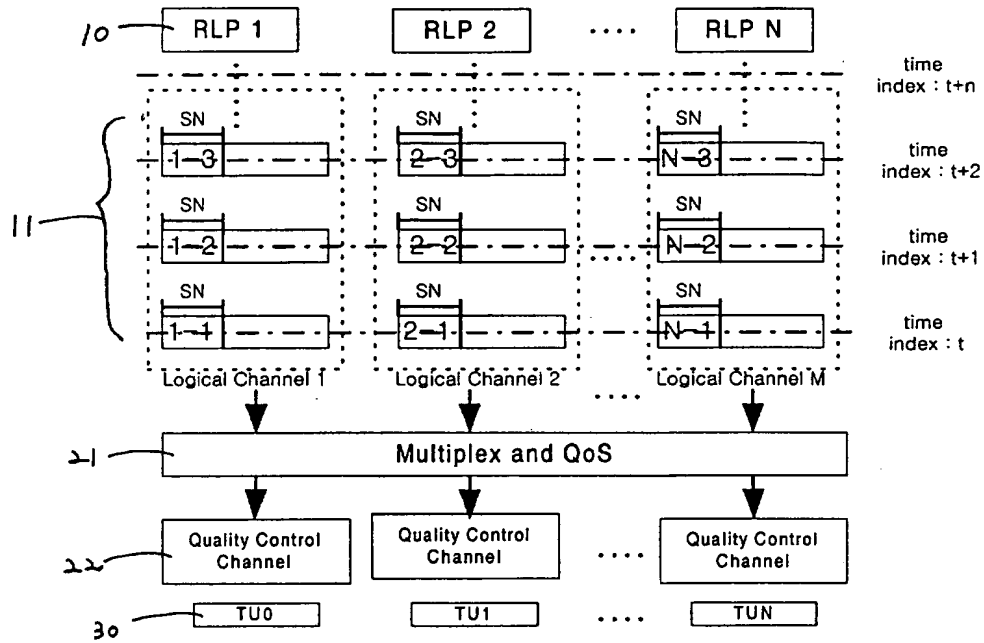 10 RLP 1 RLP 2 .... RLP N
time
index : t+n
SN SN SN
1-3 2-3 N-3
time
index : t+2
11
SN SN SN
1-2 2-2 N-2
time
index : t+1
SN SN SN
1-1 2-1 N-1
time
index : t
Logical Channel 1 Logical Channel 2 .... Logical Channel M
21 Multiplex and QoS
22 Quality Control
Channel
Quality Control
Channel
....
Quality Control
Channel
30 TU0 TU1 .... TUN